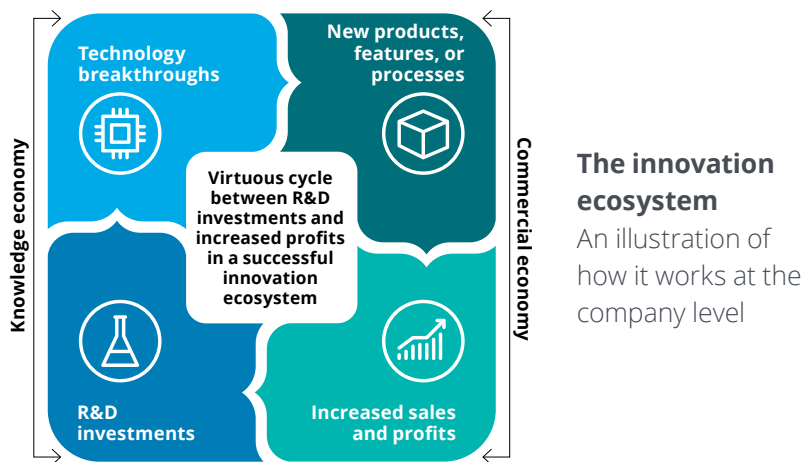 Technology
breakthroughs
New products,
features, or
processes
Knowledge economy
Virtuous cycle
between R&D
investments and
increased profits
in a successful
innovation
ecosystem
Commercial economy
R&D
investments
Increased sales
and profits
The innovation
ecosystem
An illustration of
how it works at the
company level